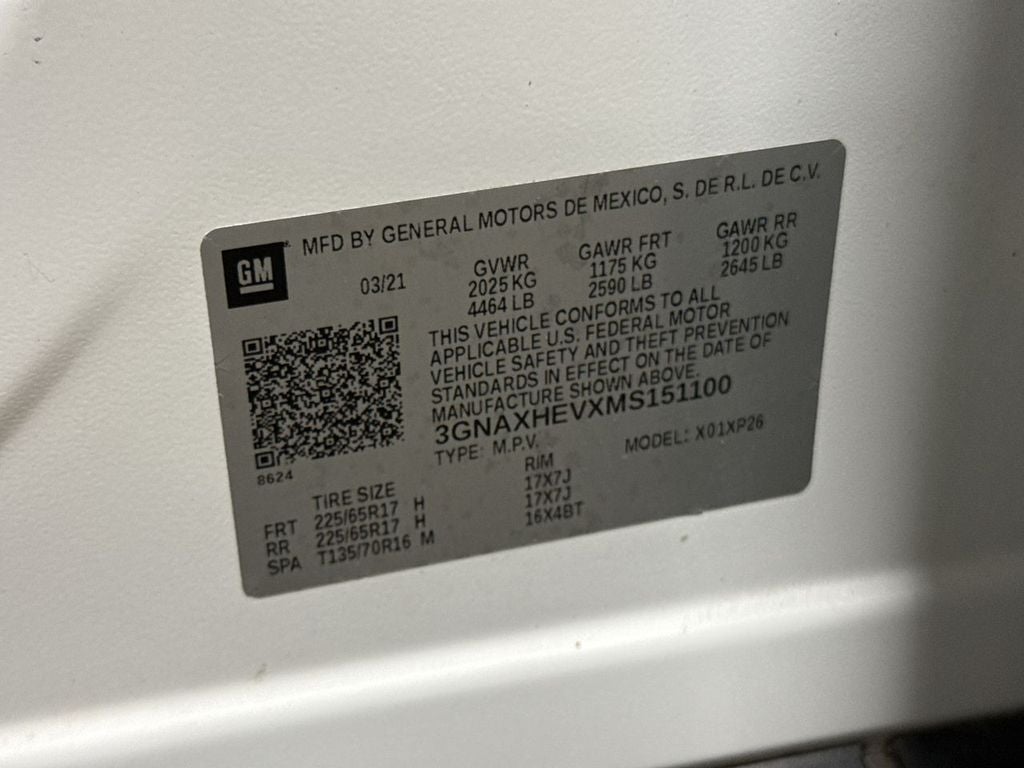 MFD BY GENERAL MOTORS DE MEXICO, S. DE R.L. DE C.V.
GM
03/21
GVWR GAWR FRT GAWR RR
2025 KG 1175 KG 1200 KG
4464 LB 2590 LB 2645 LB
THIS VEHICLE CONFORMS TO ALL
APPLICABLE U.S. FEDERAL MOTOR
VEHICLE SAFETY AND THEFT PREVENTION
STANDARDS IN EFFECT ON THE DATE OF
MANUFACTURE SHOWN ABOVE.
3GNAXHEVXMS151100
TYPE: M.P.V. MODEL: X01XP26
8624
TIRE SIZE RIM
FRT 225/65R17 H 17X7J
RR 225/65R17 H 17X7J
SPA T135/70R16 M 16X4BT